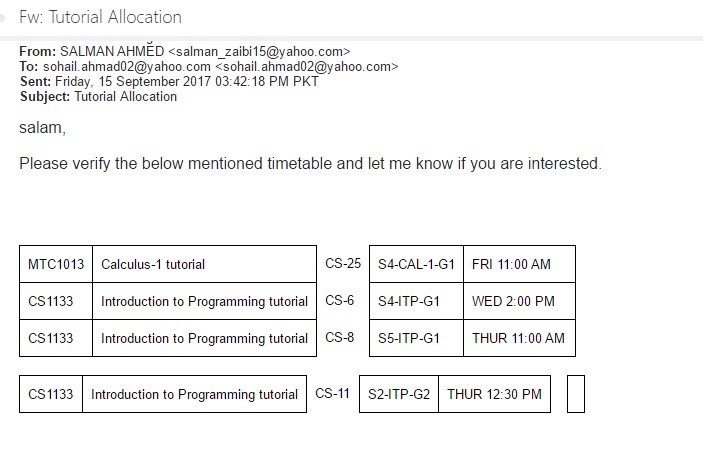 Fw: Tutorial Allocation
From: SALMAN AHMED <salman_zaibi15@yahoo.com>
To: sohail.ahmad02@yahoo.com <sohail.ahmad02@yahoo.com>
Sent: Friday, 15 September 2017 03:42:18 PM PKT
Subject: Tutorial Allocation
salam,
Please verify the below mentioned timetable and let me know if you are interested.
MTC1013 Calculus-1 tutorial CS-25 S4-CAL-1-G1 FRI 11:00 AM
CS1133 Introduction to Programming tutorial CS-6 S4-ITP-G1 WED 2:00 PM
CS1133 Introduction to Programming tutorial CS-8 S5-ITP-G1 THUR 11:00 AM
CS1133 Introduction to Programming tutorial CS-11 S2-ITP-G2 THUR 12:30 PM